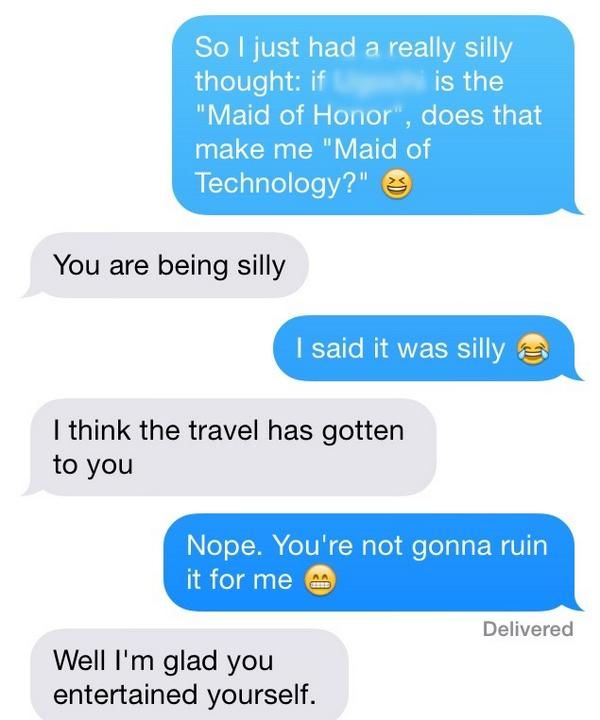 So I just had a really silly
thought: if is the
"Maid of Honor", does that
make me "Maid of
Technology?" 😆
You are being silly
I said it was silly 😂
I think the travel has gotten
to you
Nope. You're not gonna ruin
it for me 😁
Delivered
Well I'm glad you
entertained yourself.